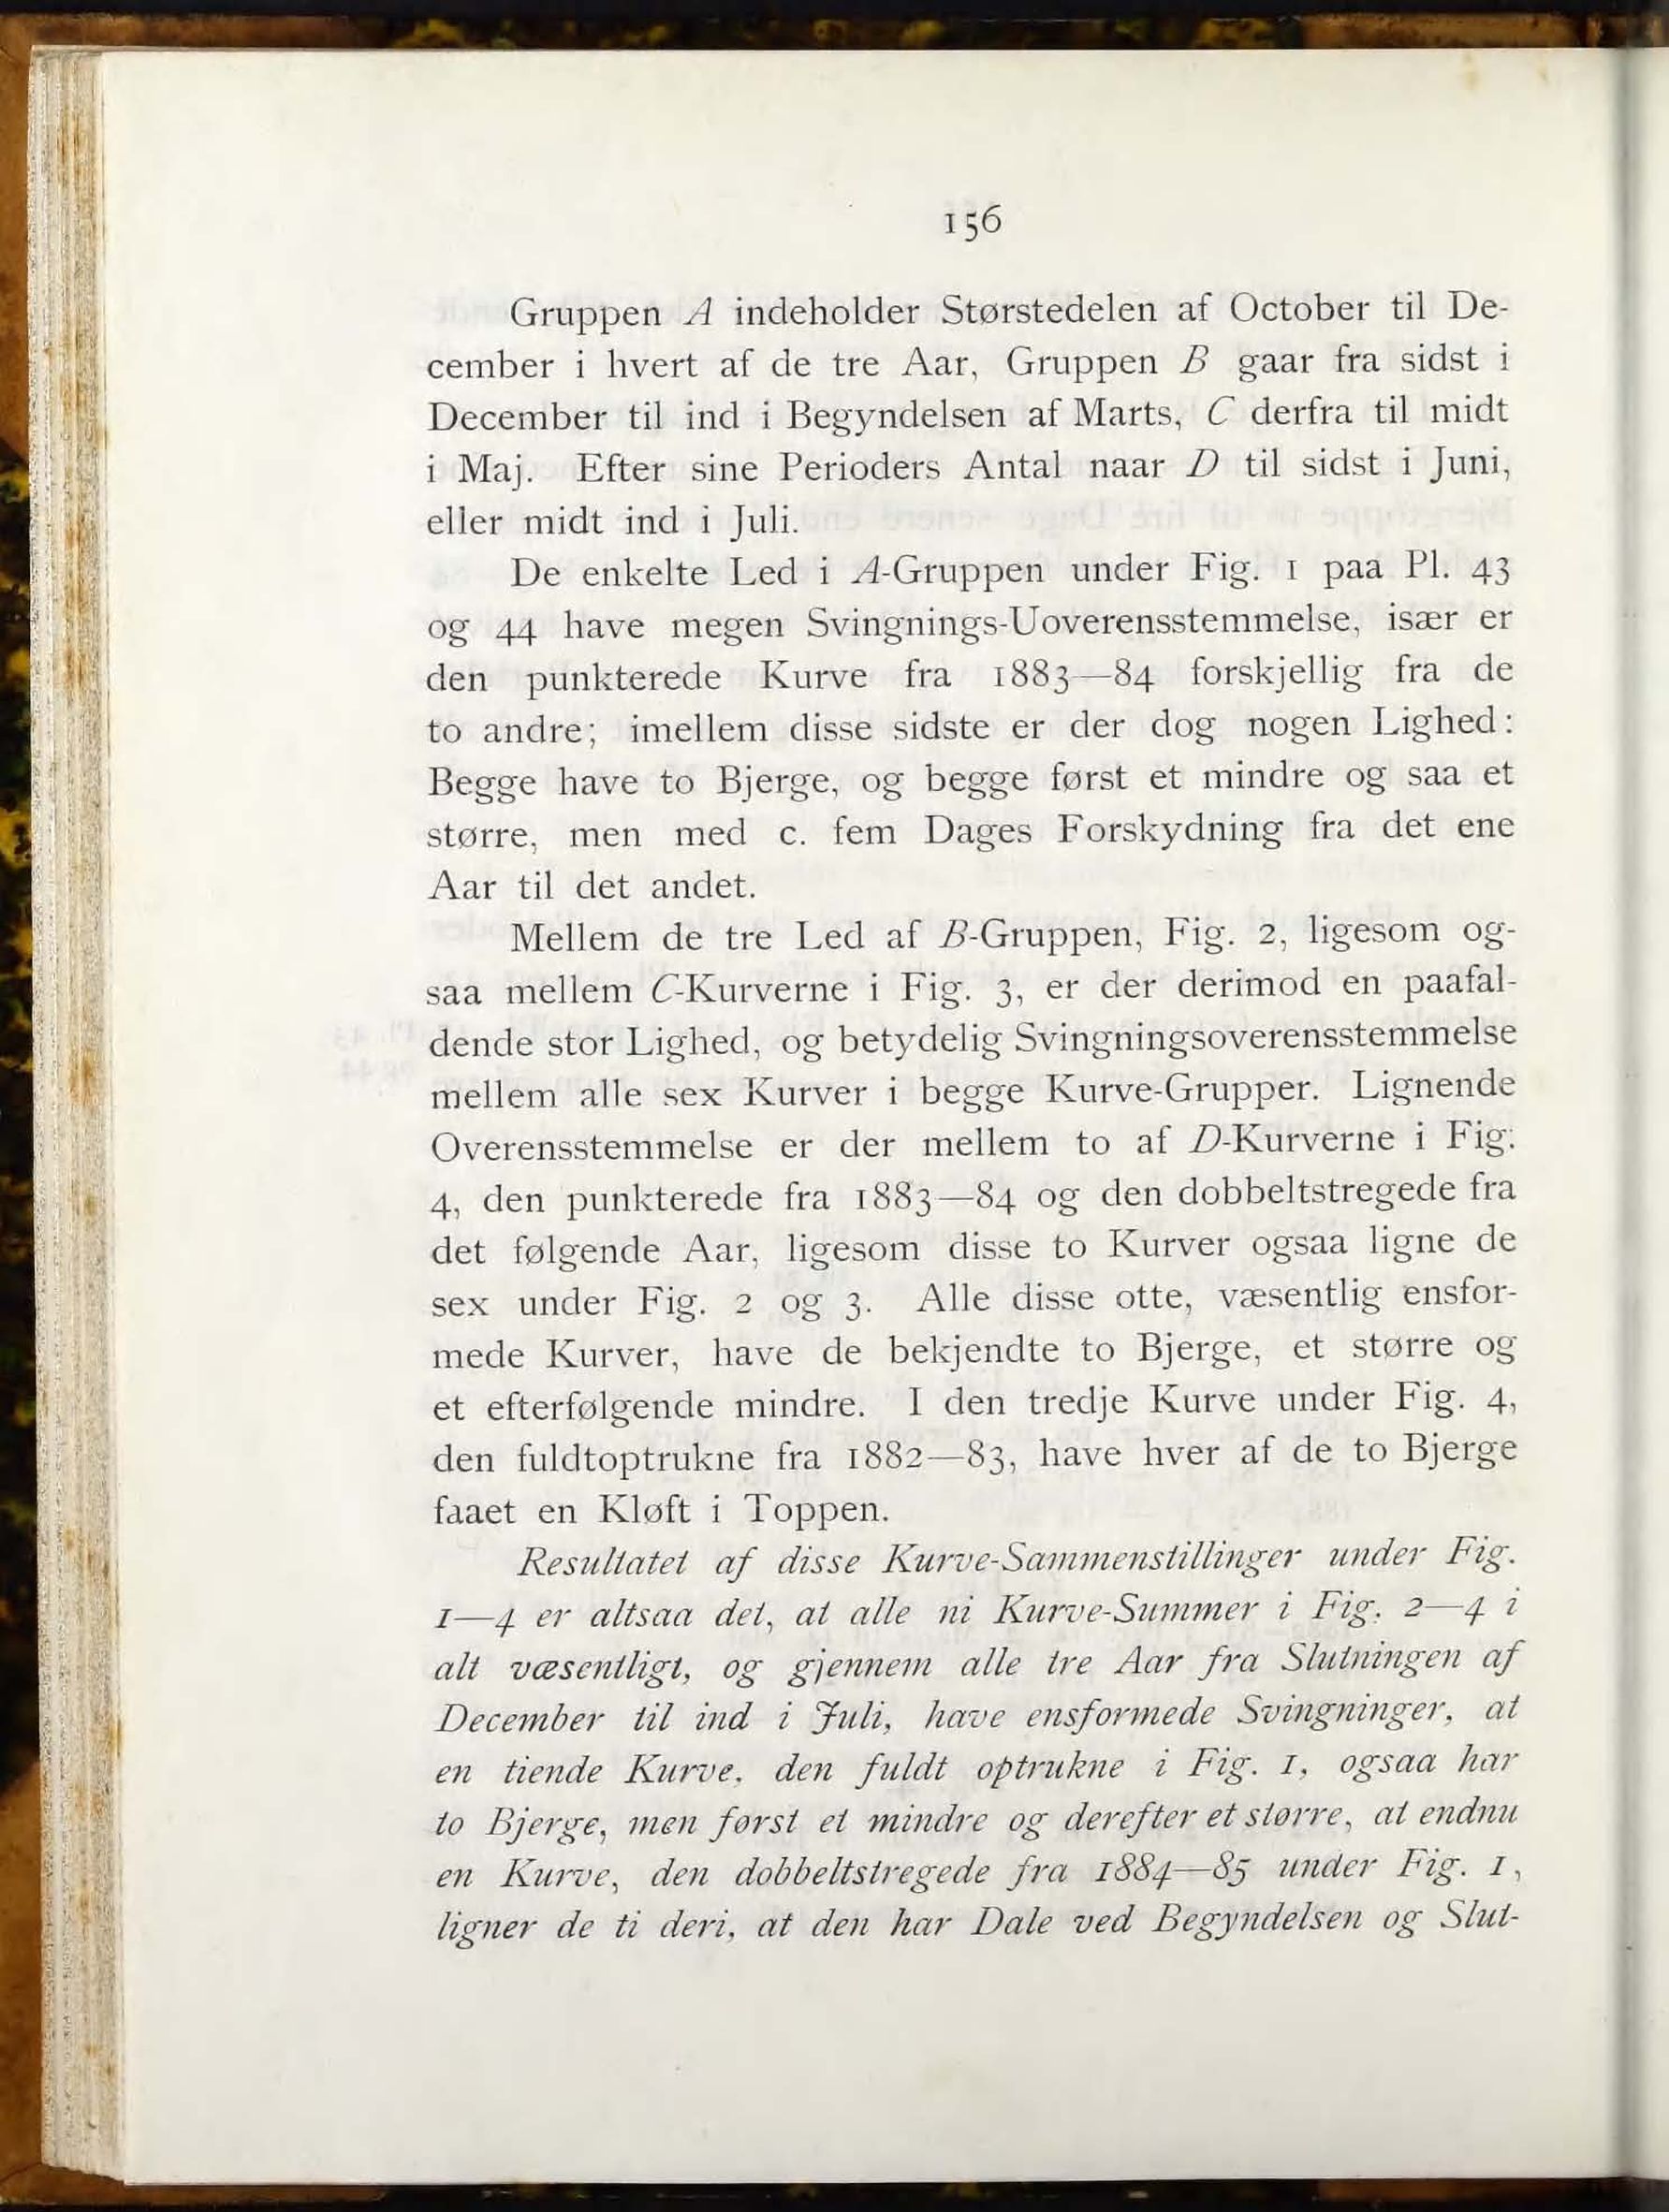 156
Gruppen A indeholder Størstedelen af October til De-
cember i hvert af de tre Aar, Gruppen B gaar fra sidst i
December til ind i Begyndelsen af Marts, C derfra til midt
i Maj. Efter sine Perioders Antal naar D til sidst i Juni,
eller midt ind i Juli.
De enkelte Led i A-Gruppen under Fig. 1 paa Pl. 43
og 44 have megen Svingnings-Uoverensstemmelse, især er
den punkterede Kurve fra 1883—84 forskjellig fra de
to andre; imellem disse sidste er der dog nogen Lighed:
Begge have to Bjerge, og begge først et mindre og saa et
større, men med c. fem Dages Forskydning fra det ene
Aar til det andet.
Mellem de tre Led af B-Gruppen, Fig. 2, ligesom og-
saa mellem C-Kurverne i Fig. 3, er der derimod en paafal-
dende stor Lighed, og betydelig Svingningsoverensstemmelse
mellem alle sex Kurver i begge Kurve-Grupper. Lignende
Overensstemmelse er der mellem to af D-Kurverne i Fig.
4, den punkterede fra 1883—84 og den dobbeltstregede fra
det følgende Aar, ligesom disse to Kurver ogsaa ligne de
sex under Fig. 2 og 3. Alle disse otte, væsentlig ensfor-
mede Kurver, have de bekjendte to Bjerge, et større og
et efterfølgende mindre. I den tredje Kurve under Fig. 4,
den fuldtoptrukne fra 1882—83, have hver af de to Bjerge
faaet en Kløft i Toppen.
Resultatet af disse Kurve-Sammenstillinger under Fig.
1—4 er altsaa det, at alle ni Kurve-Summer i Fig. 2—4 i
alt væsentligt, og gjennem alle tre Aar fra Slutningen af
December til ind i Juli, have ensformede Svingninger, at
en tiende Kurve, den fuldt optrukne i Fig. 1, ogsaa har
to Bjerge, men først et mindre og derefter et større, at endnu
en Kurve, den dobbeltstregede fra 1884—85 under Fig. 1,
ligner de ti deri, at den har Dale ved Begyndelsen og Slut-